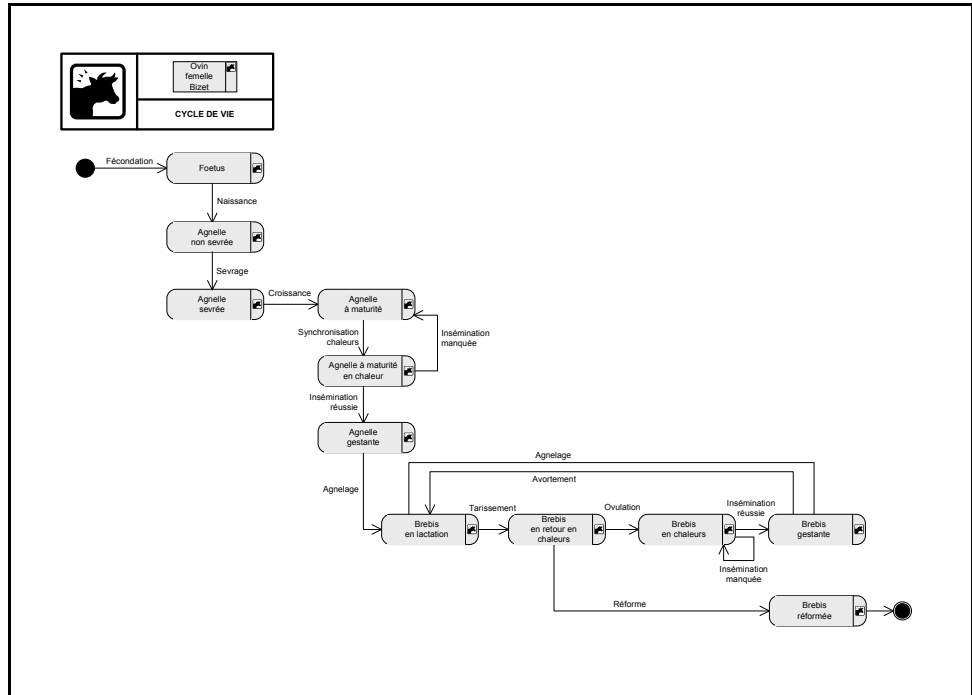 Ovin
femelle
Bizet
CYCLE DE VIE
Fécondation
Foetus
Naissance
Agnelle
non sevrée
Sevrage
Agnelle
sevrée
Croissance
Agnelle
à maturité
Synchronisation
chaleurs
Insémination
manquée
Agnelle à maturité
en chaleur
Insémination
réussie
Agnelle
gestante
Agnelage
Agnelage
Avortement
Brebis
en lactation
Tarissement
Brebis
en retour en
chaleurs
Ovulation
Brebis
en chaleurs
Insémination
réussie
Brebis
gestante
Insémination
manquée
Réforme
Brebis
réformée